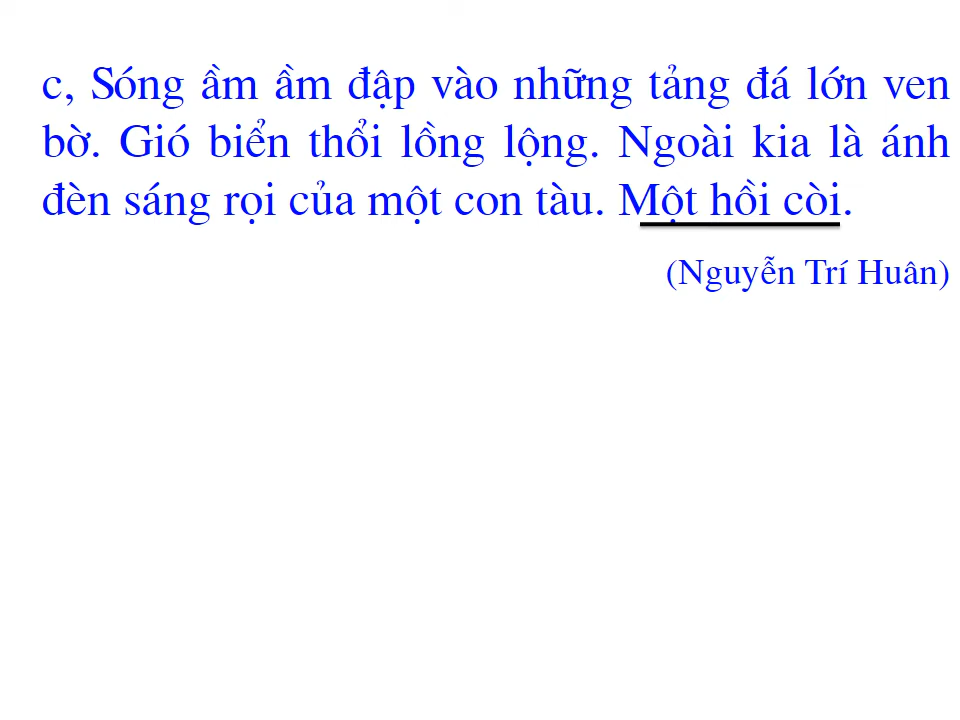 c, Sóng ầm ầm đập vào những tảng đá lớn ven
bờ. Gió biển thổi lồng lộng. Ngoài kia là ánh
đèn sáng rọi của một con tàu. Một hồi còi.
(Nguyễn Trí Huân)